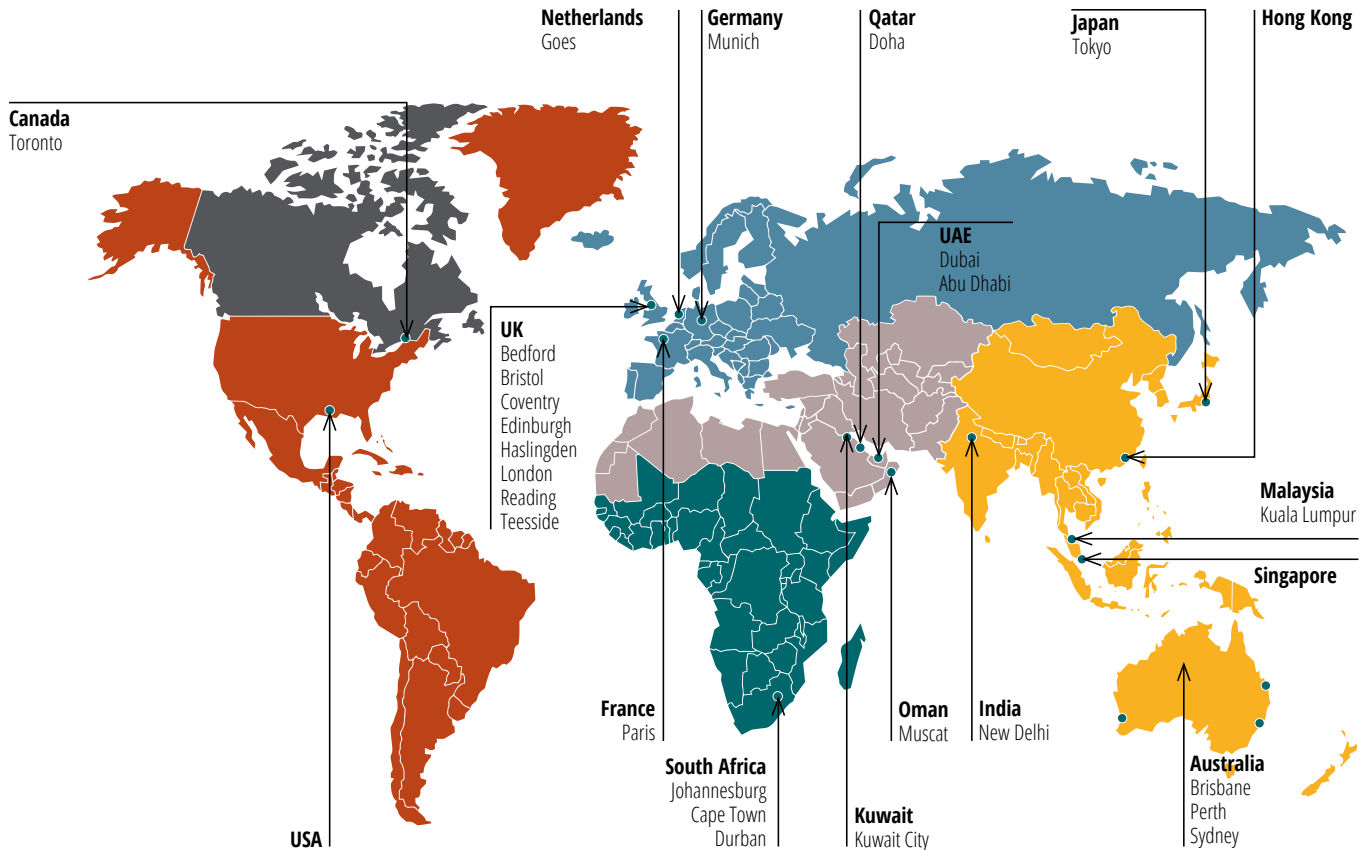 Netherlands
Goes
Germany
Munich
Qatar
Doha
Japan
Tokyo
Hong Kong
Canada
Toronto
UAE
Dubai
Abu Dhabi
UK
Bedford
Bristol
Coventry
Edinburgh
Haslingden
London
Reading
Teesside
Malaysia
Kuala Lumpur
Singapore
France
Paris
Oman
Muscat
India
New Delhi
South Africa
Johannesburg
Cape Town
Durban
Kuwait
Kuwait City
Australia
Brisbane
Perth
Sydney
USA